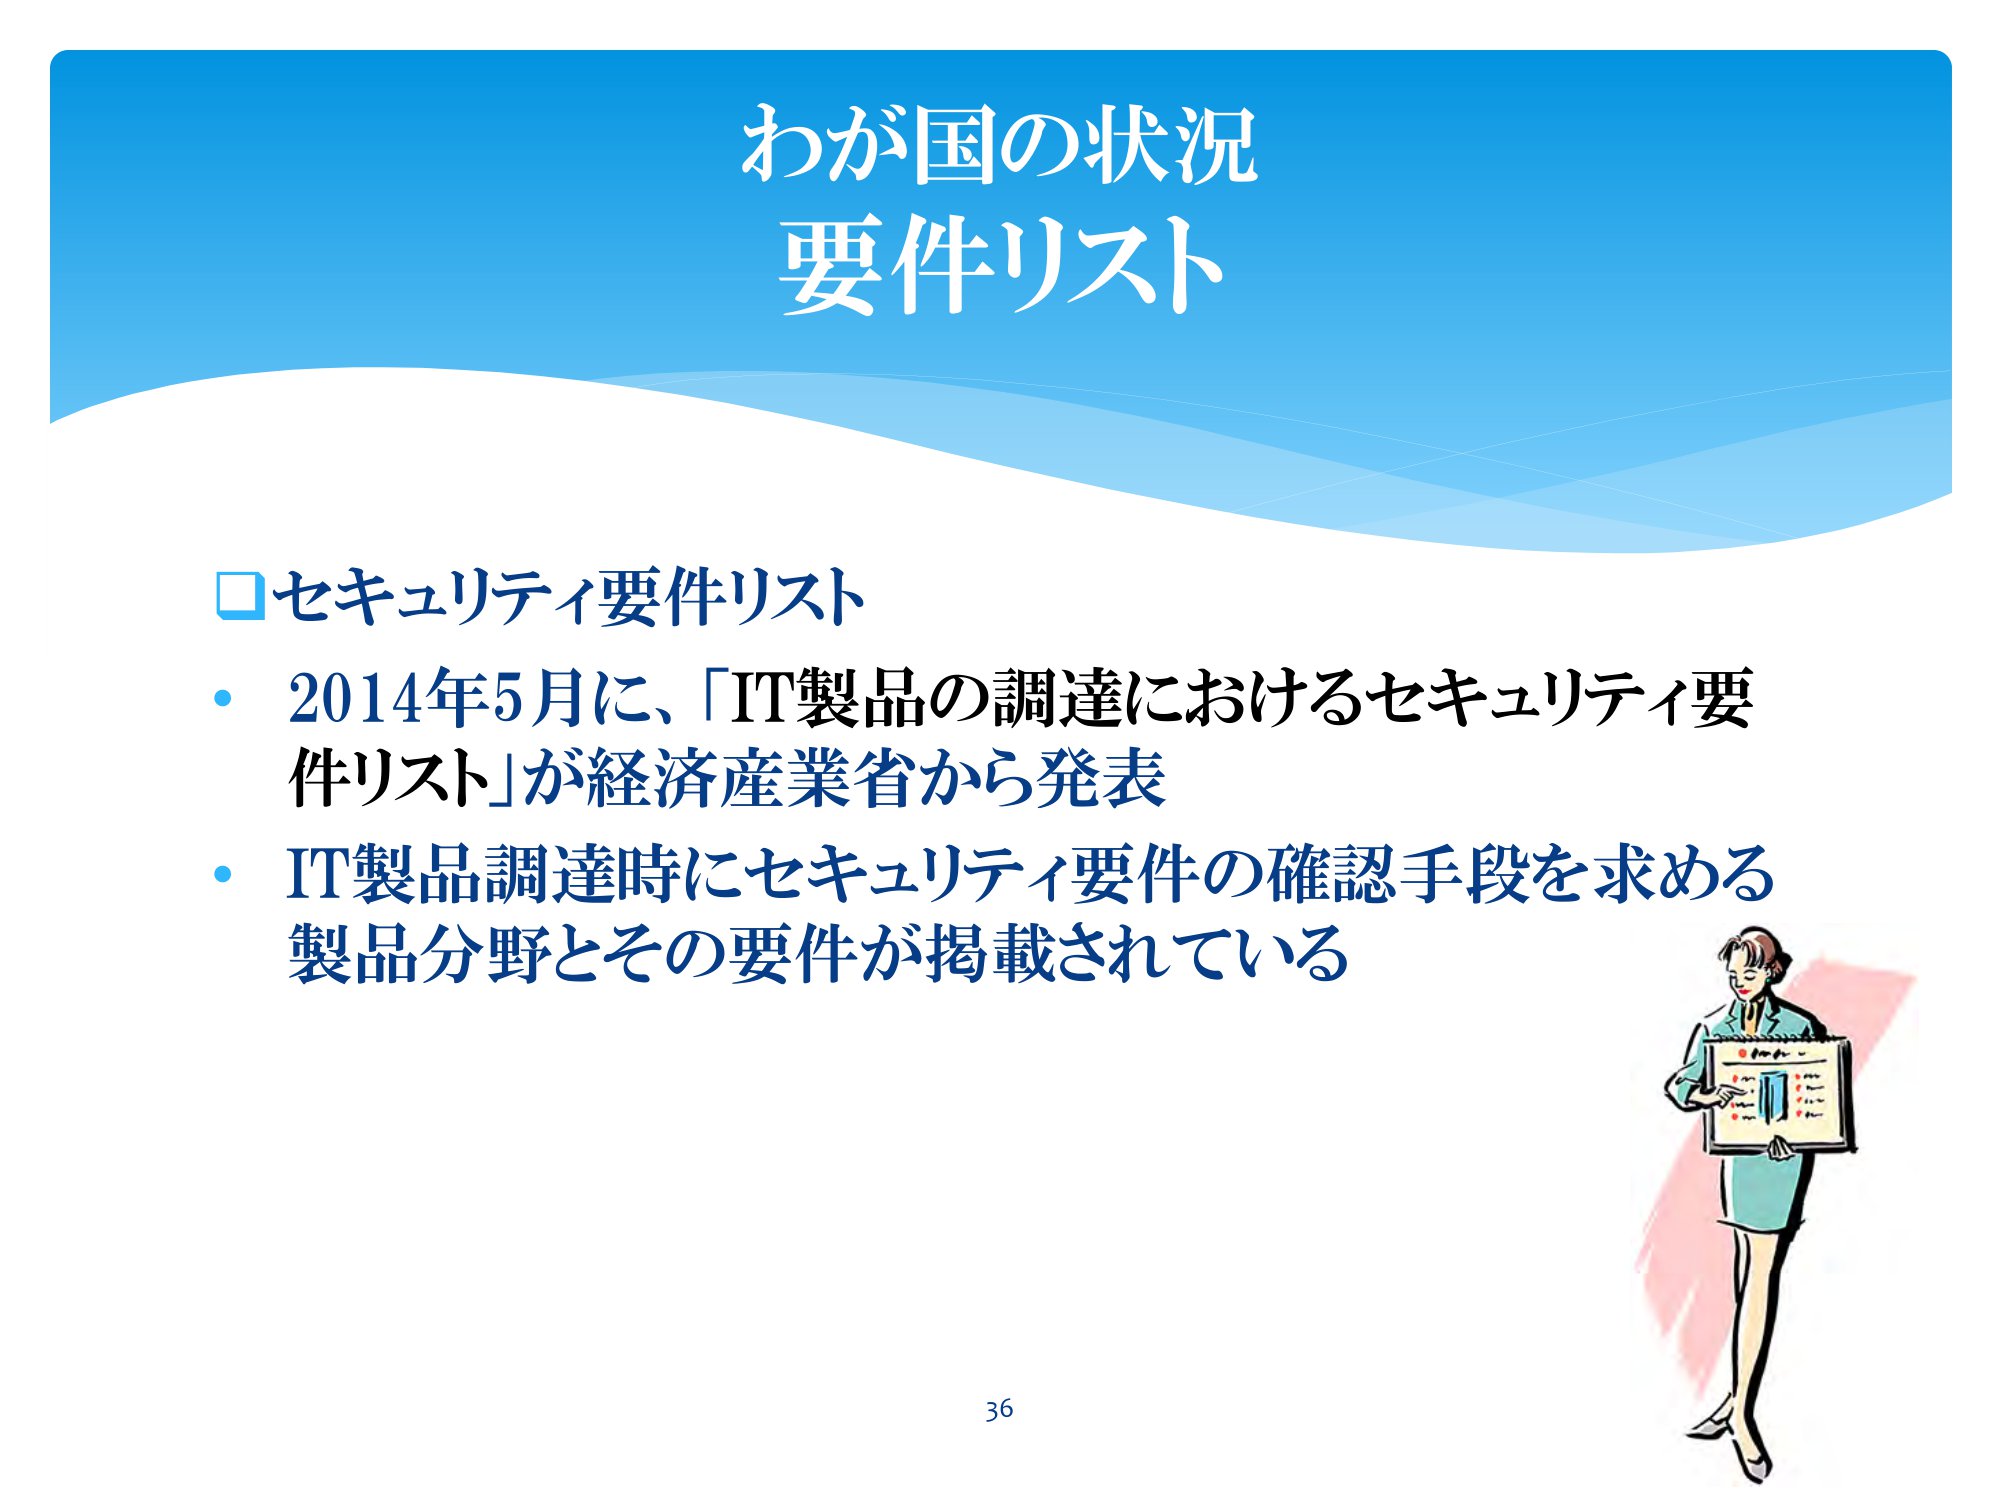 わが国の状況
要件リスト
❑セキュリティ要件リスト
• 2014年5月に、「IT製品の調達におけるセキュリティ要
件リスト」が経済産業省から発表
• IT製品調達時にセキュリティ要件の確認手段を求める
製品分野とその要件が掲載されている
36